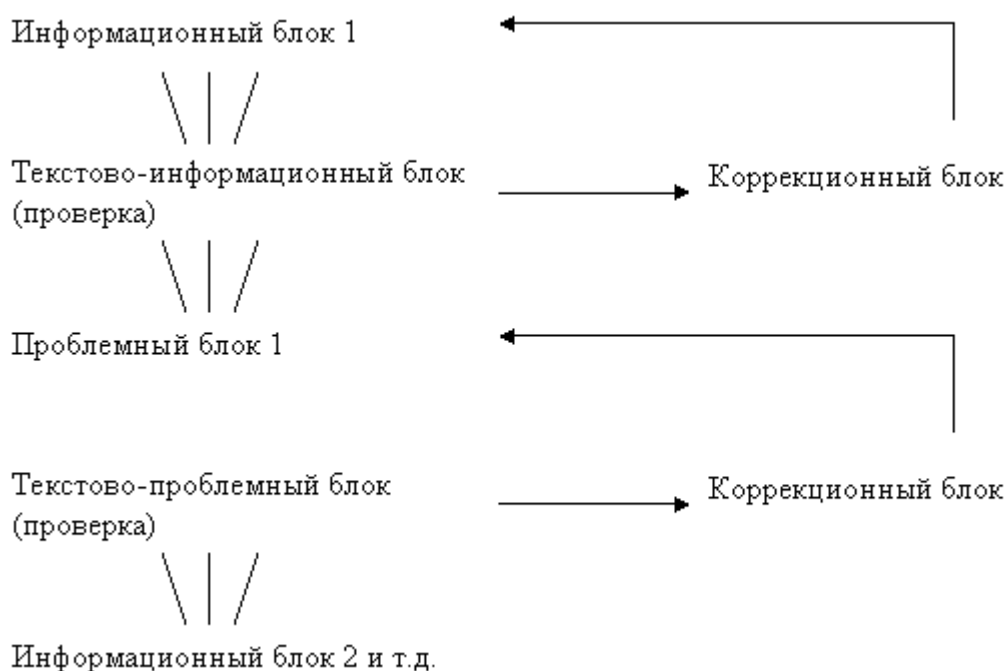 Информационный блок 1
Текстово-информационный блок
(проверка)
Коррекционный блок
Проблемный блок 1
Текстово-проблемный блок
(проверка)
Коррекционный блок
Информационный блок 2 и т.д.